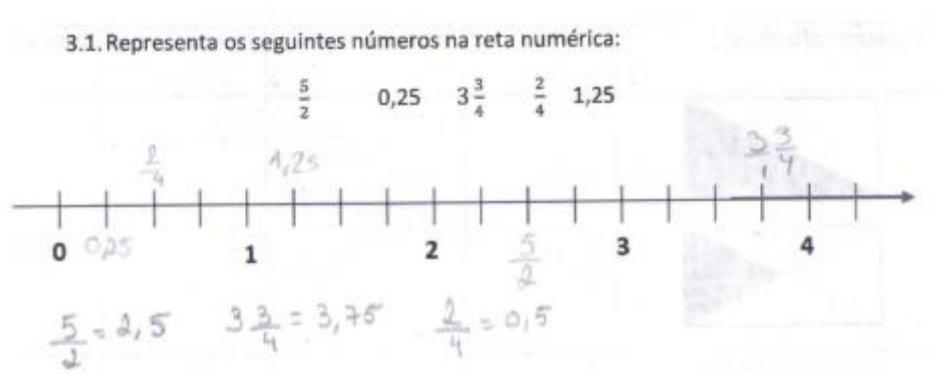 3.1. Representa os seguintes números na reta numérica:
5/2 0,25 3 3/4 2/4 1,25
2/4 1,25 3 3/4
0 1 2 3 4
0,25 5/2
5/2 = 2,5 3 3/4 = 3,75 2/4 = 0,5